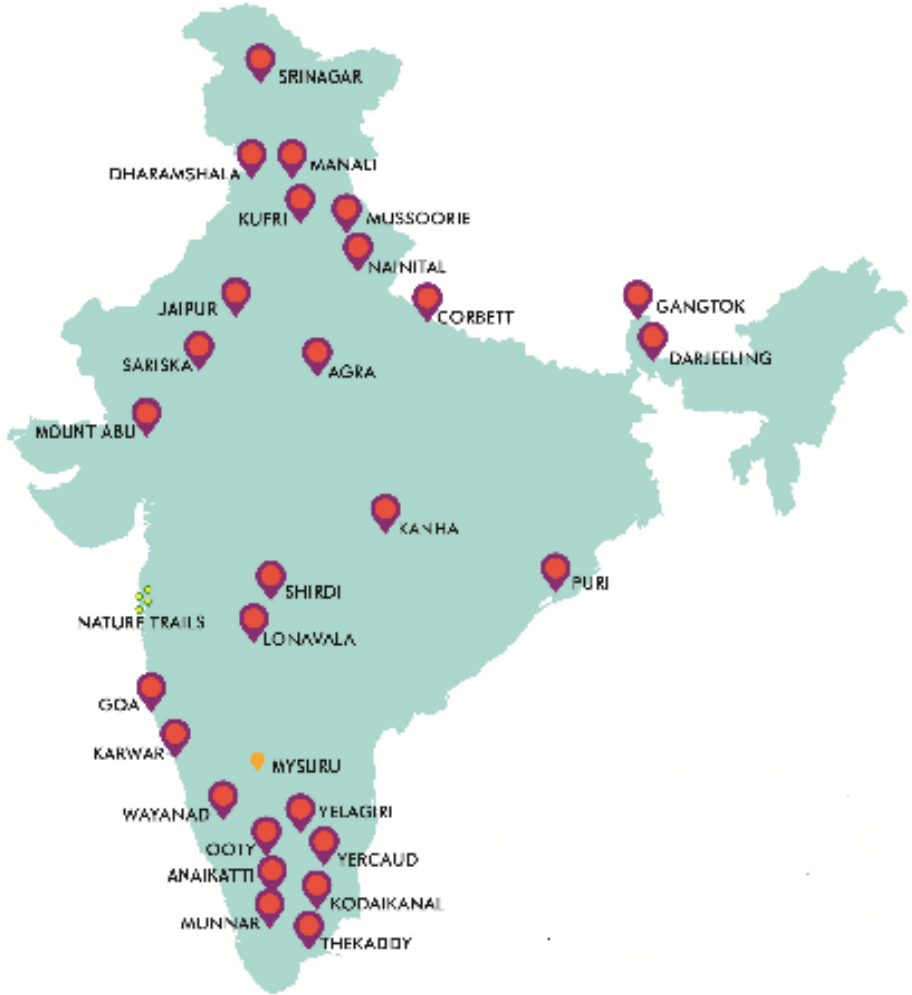 SRINAGAR
DHARAMSHALA
MANALI
KUFRI
MUSSOORIE
NAINITAL
JAIPUR
CORBETT
GANGTOK
SARISKA
AGRA
DARJEELING
MOUNT ABU
KANHA
SHIRDI
PURI
NATURE TRAILS
LONAVALA
GOA
KARWAR
MYSURU
WAYANAD
YELAGIRI
OOTY
YERCAUD
ANAIKATTI
KODAIKANAL
MUNNAR
THEKADDY